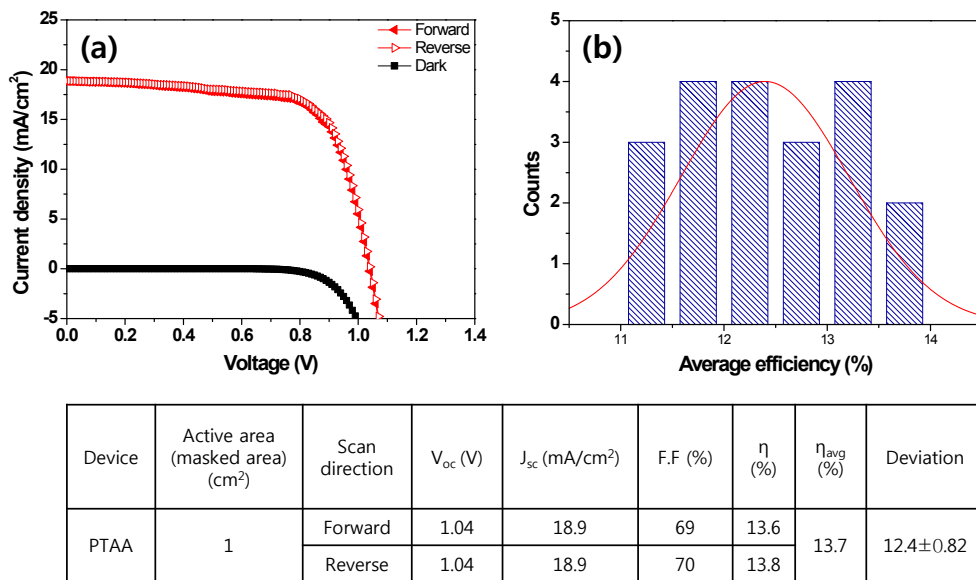 (a)
Forward
Reverse
Dark
25
20
15
10
5
0
-5
0.0 0.2 0.4 0.6 0.8 1.0 1.2 1.4
Current density (mA/cm²)
Voltage (V)
(b)
5
4
3
2
1
0
11 12 13 14
Counts
Average efficiency (%)
Device
Active area
(masked area)
(cm²)
Scan
direction
Voc (V)
Jsc (mA/cm²)
F.F (%)
η
(%)
ηavg
(%)
Deviation
PTAA
1
Forward 1.04 18.9 69 13.6
Reverse 1.04 18.9 70 13.8
13.7
12.4±0.82